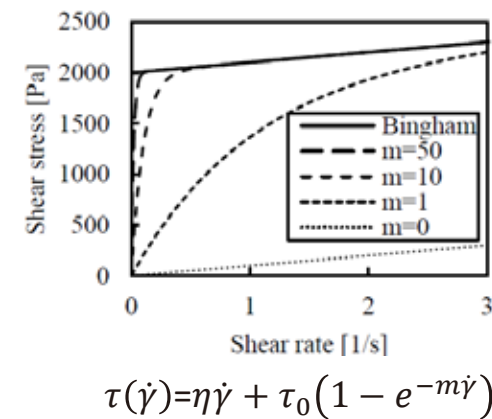 2500
2000
1500
1000
500
0
Shear stress [Pa]
Bingham
m=50
m=10
m=1
m=0
0 1 2 3
Shear rate [1/s]
τ(γ̇)=ηγ̇ + τ₀(1 − e^{−mγ̇})